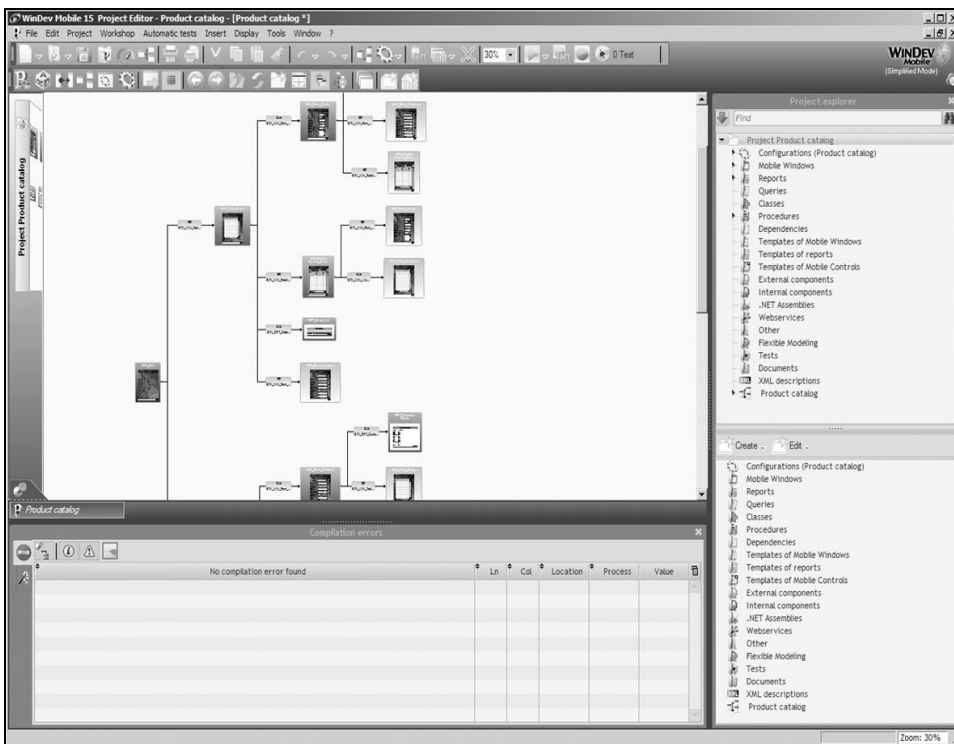 WinDev Mobile 15 Project Editor - Product catalog - [Product catalog *]
File Edit Project Workshop Automatic tests Insert Display Tools Window ?
30%
0 Test
WINDEV
Mobile
(Simplified Mode)
Project Product catalog
Product catalog
Project explorer
Find
Project Product catalog
Configurations (Product catalog)
Mobile Windows
Reports
Queries
Classes
Procedures
Dependencies
Templates of Mobile Windows
Templates of reports
Templates of Mobile Controls
External components
Internal components
.NET Assemblies
Webservices
Other
Flexible Modeling
Tests
Documents
XML descriptions
Product catalog
Create
Edit
Configurations (Product catalog)
Mobile Windows
Reports
Queries
Classes
Procedures
Dependencies
Templates of Mobile Windows
Templates of reports
Templates of Mobile Controls
External components
Internal components
.NET Assemblies
Webservices
Other
Flexible Modeling
Tests
Documents
XML descriptions
Product catalog
Compilation errors
No compilation error found Ln Col Location Process Value
Zoom: 30%